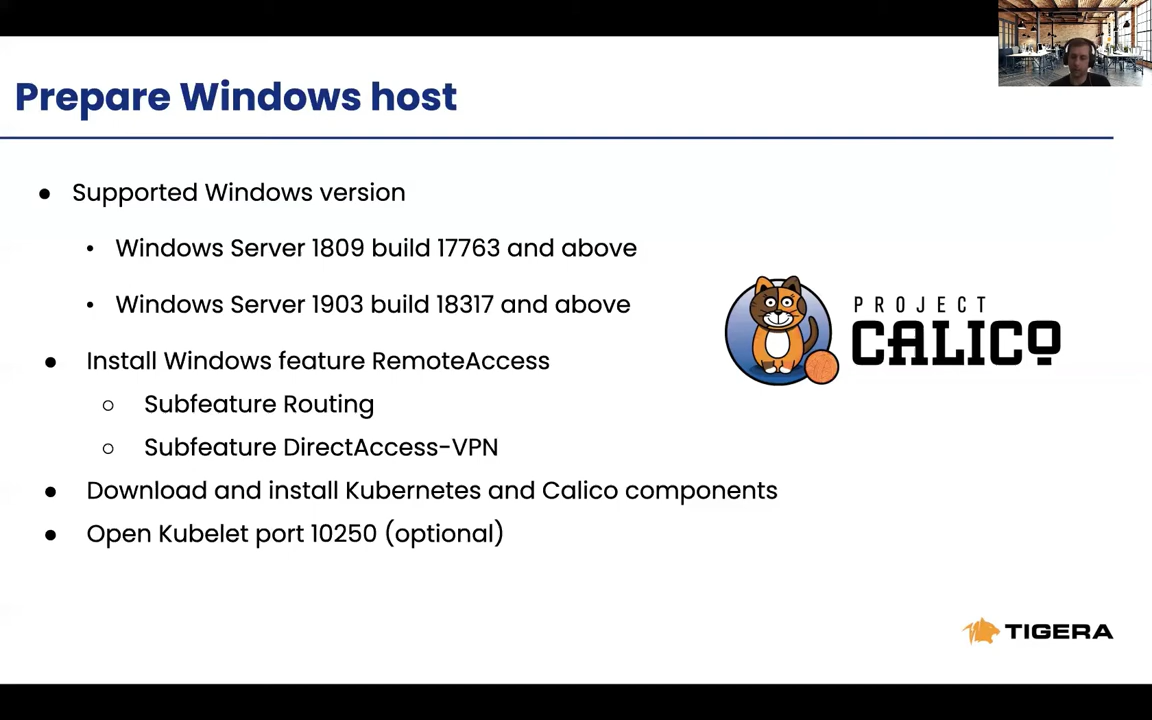 Prepare Windows host
● Supported Windows version
• Windows Server 1809 build 17763 and above
• Windows Server 1903 build 18317 and above
● Install Windows feature RemoteAccess
○ Subfeature Routing
○ Subfeature DirectAccess-VPN
● Download and install Kubernetes and Calico components
● Open Kubelet port 10250 (optional)
PROJECT
CALICO
TIGERA